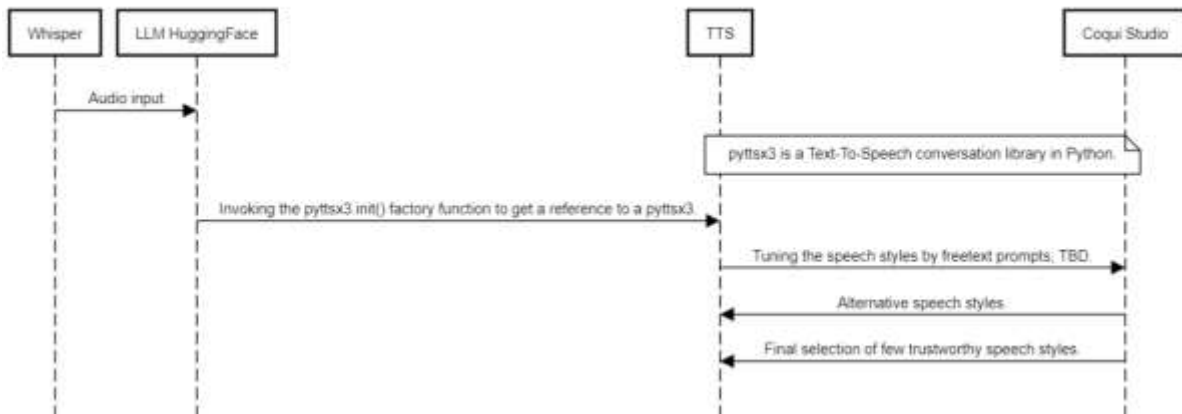 Whisper
LLM HuggingFace
TTS
Coqui Studio
Audio input
pyttsx3 is a Text-To-Speech conversation library in Python.
Invoking the pyttsx3.init() factory function to get a reference to a pyttsx3.
Tuning the speech styles by freetext prompts; TBD.
Alternative speech styles
Final selection of few trustworthy speech styles.